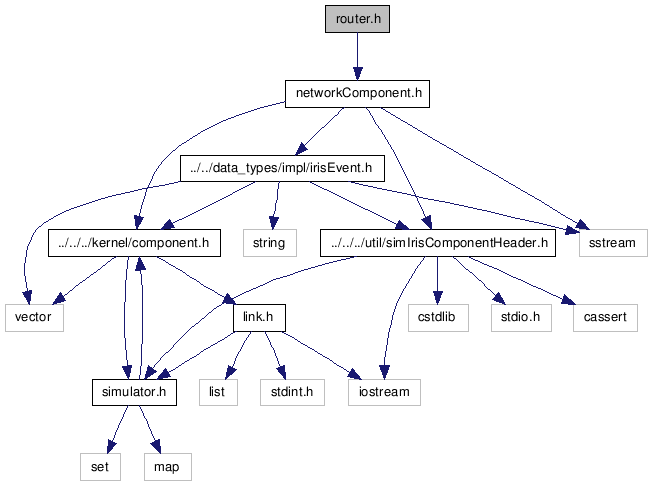 router.h
networkComponent.h
../../data_types/impl/irisEvent.h
../../../kernel/component.h
string
../../../util/simIrisComponentHeader.h
sstream
vector
link.h
cstdlib
stdio.h
cassert
simulator.h
list
stdint.h
iostream
set
map